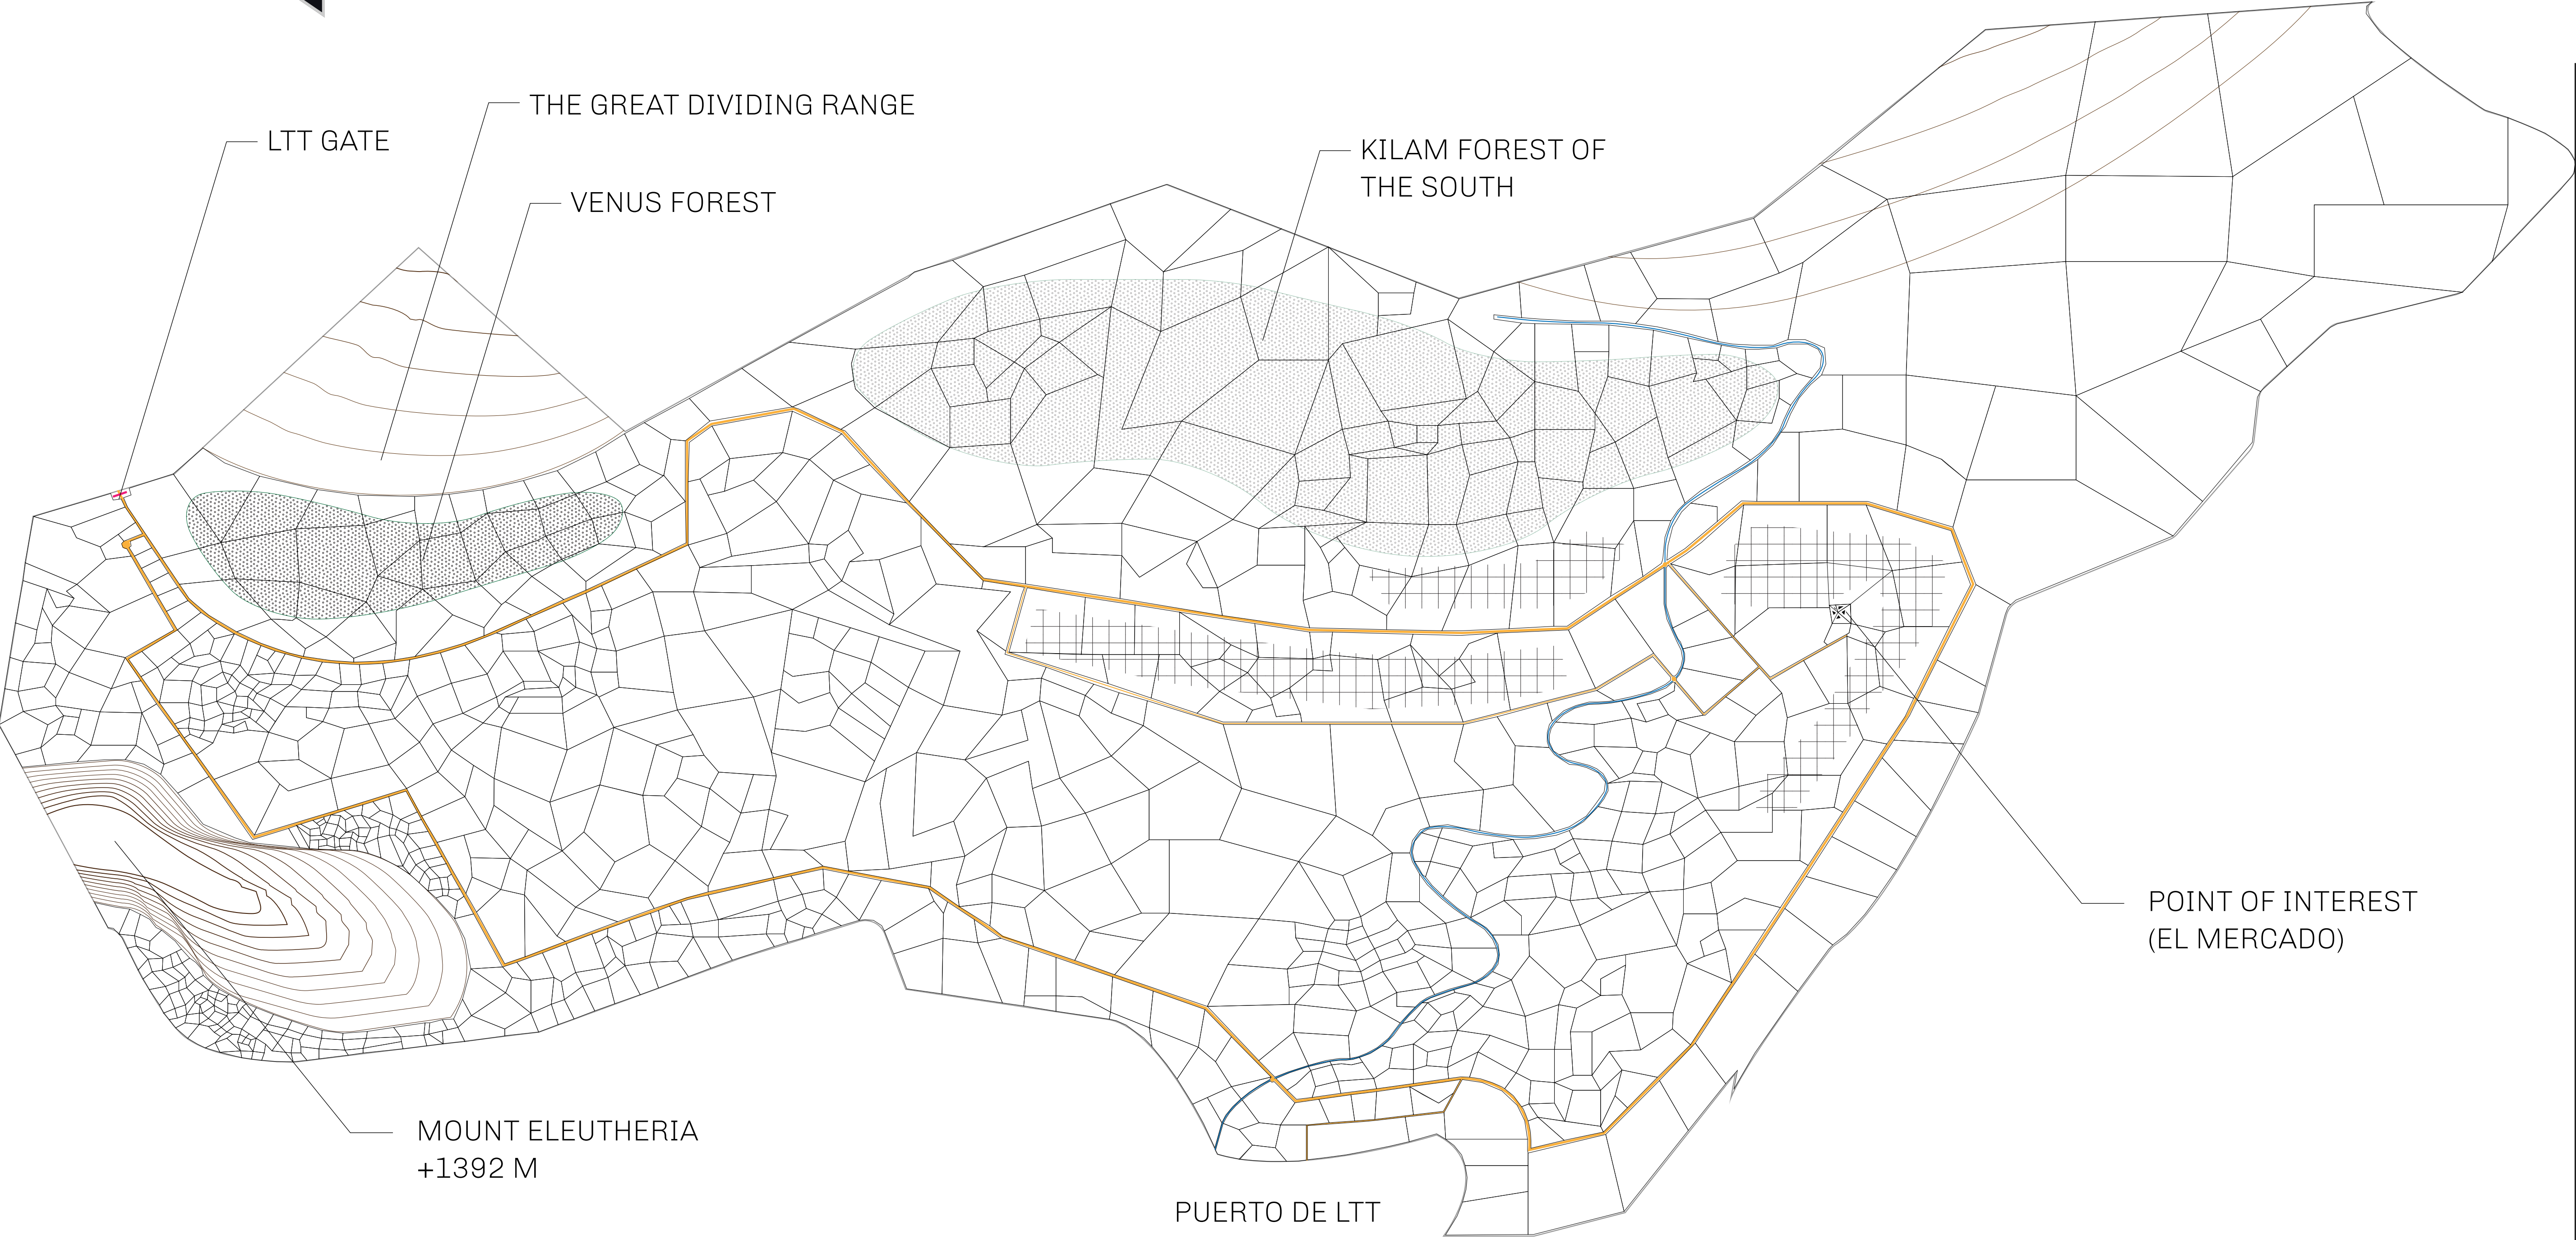 THE GREAT DIVIDING RANGE
LTT GATE
KILAM FOREST OF
THE SOUTH
VENUS FOREST
POINT OF INTEREST
(EL MERCADO)
MOUNT ELEUTHERIA
+1392 M
PUERTO DE LTT